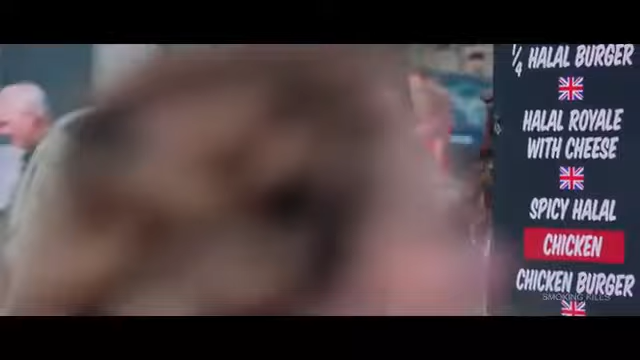 1/4 HALAL BURGER
HALAL ROYALE
WITH CHEESE
SPICY HALAL
CHICKEN
CHICKEN BURGER
SMOKING KILLS